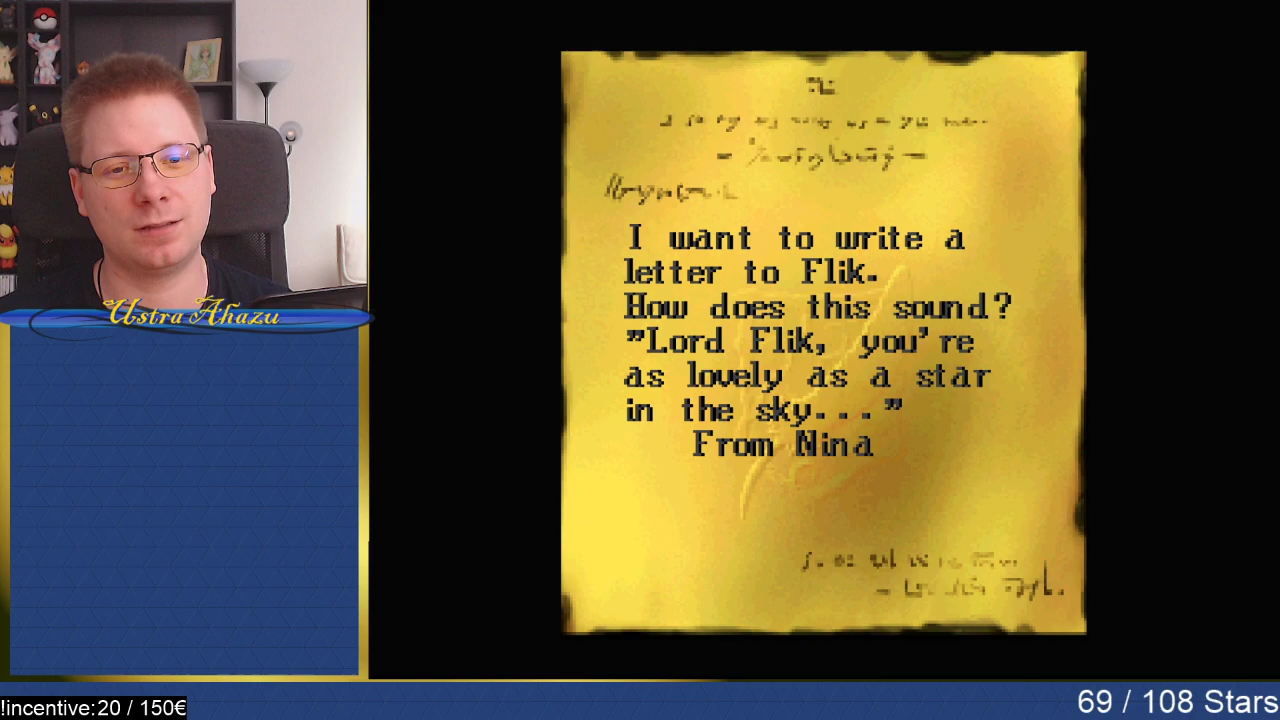 I want to write a
letter to Flik.
How does this sound?
"Lord Flik, you're
as lovely as a star
in the sky..."
From Nina
Ustra Ahazu
!incentive:20 / 150€
69 / 108 Stars